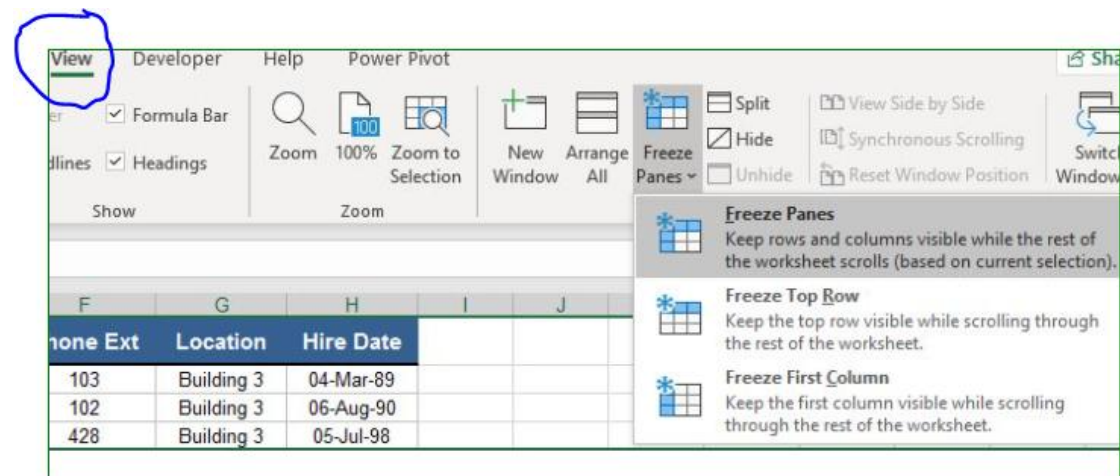 View Developer Help Power Pivot
Formula Bar
Headings
Show
Zoom
100%
Zoom to
Selection
Zoom
New
Window
Arrange
All
Freeze
Panes
Split
Hide
Unhide
View Side by Side
Synchronous Scrolling
Reset Window Position
Freeze Panes
Keep rows and columns visible while the rest of
the worksheet scrolls (based on current selection).
Freeze Top Row
Keep the top row visible while scrolling through
the rest of the worksheet.
Freeze First Column
Keep the first column visible while scrolling
through the rest of the worksheet.
F G H I J
Ext Location Hire Date
103 Building 3 04-Mar-89
102 Building 3 06-Aug-90
428 Building 3 05-Jul-98